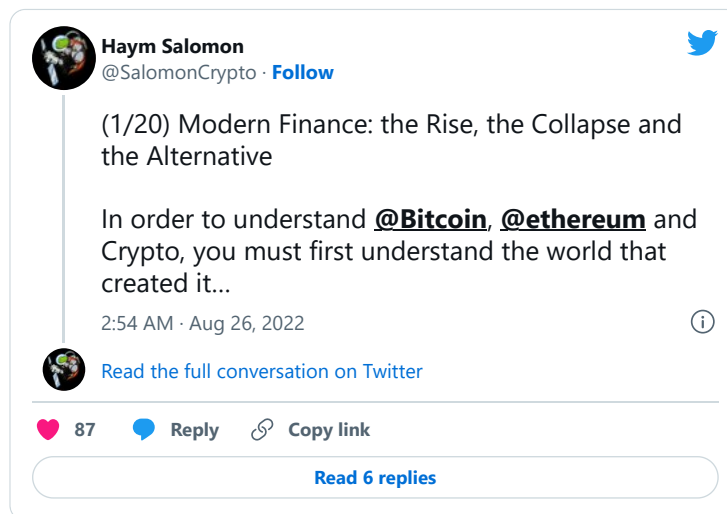 Haym Salomon
@SalomonCrypto · Follow
(1/20) Modern Finance: the Rise, the Collapse and
the Alternative
In order to understand @Bitcoin, @ethereum and
Crypto, you must first understand the world that
created it...
2:54 AM · Aug 26, 2022
Read the full conversation on Twitter
87 Reply Copy link
Read 6 replies